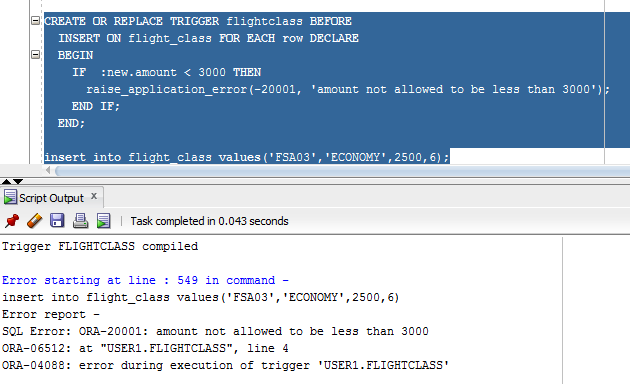 CREATE OR REPLACE TRIGGER flightclass BEFORE
INSERT ON flight_class FOR EACH row DECLARE
BEGIN
IF :new.amount < 3000 THEN
raise_application_error(-20001, 'amount not allowed to be less than 3000');
END IF;
END;
insert into flight_class values('FSA03','ECONOMY',2500,6);
Script Output x
Task completed in 0.043 seconds
Trigger FLIGHTCLASS compiled
Error starting at line : 549 in command -
insert into flight_class values('FSA03','ECONOMY',2500,6)
Error report -
SQL Error: ORA-20001: amount not allowed to be less than 3000
ORA-06512: at "USER1.FLIGHTCLASS", line 4
ORA-04088: error during execution of trigger 'USER1.FLIGHTCLASS'